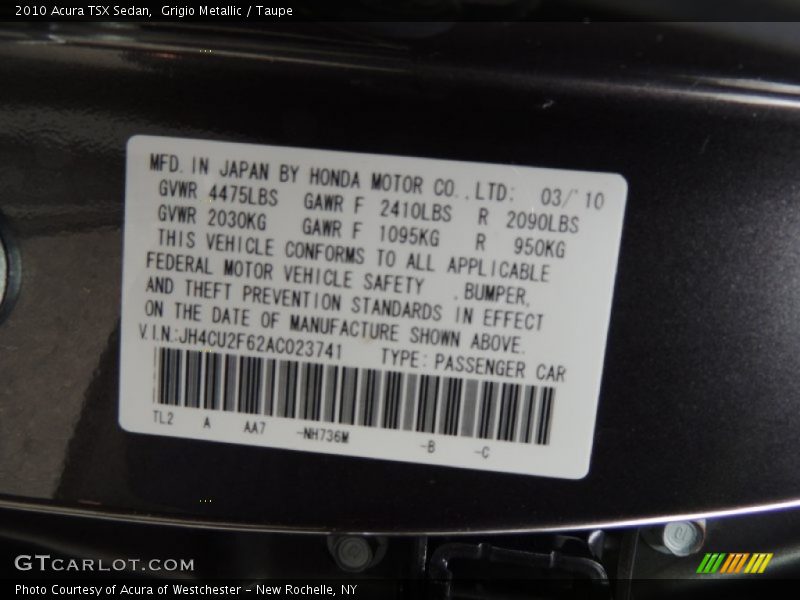 2010 Acura TSX Sedan,  Grigio Metallic / Taupe
MFD. IN JAPAN BY HONDA MOTOR CO.,LTD: 03/'10
GVWR 4475LBS GAWR F 2410LBS R 2090LBS
GVWR 2030KG GAWR F 1095KG R 950KG
THIS VEHICLE CONFORMS TO ALL APPLICABLE
FEDERAL MOTOR VEHICLE SAFETY ,BUMPER,
AND THEFT PREVENTION STANDARDS IN EFFECT
ON THE DATE OF MANUFACTURE SHOWN ABOVE.
V.I.N.:JH4CU2F62AC023741 TYPE:PASSENGER CAR
TL2 A AA7 -NH736M -B -C
GTCARLOT.COM
Photo Courtesy of Acura of Westchester - New Rochelle, NY